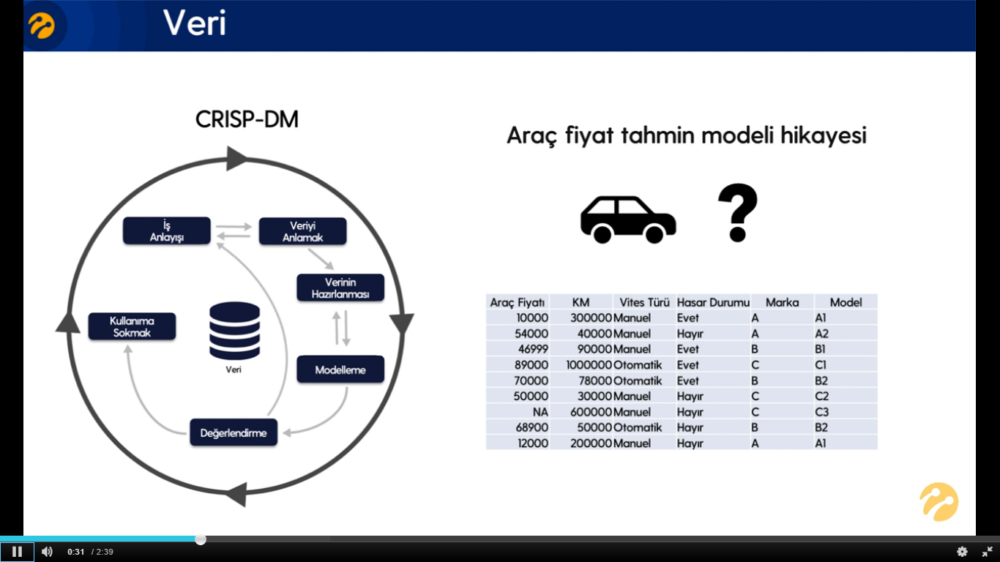 Veri
CRISP-DM
İş
Anlayışı
Veriyi
Anlamak
Verinin
Hazırlanması
Kullanıma
Sokmak
Veri
Modelleme
Değerlendirme
Araç fiyat tahmin modeli hikayesi
?
Araç Fiyatı KM Vites Türü Hasar Durumu Marka Model
10000 300000 Manuel Evet A A1
54000 40000 Manuel Hayır A A2
46999 90000 Manuel Evet B B1
89000 1000000 Otomatik Evet C C1
70000 78000 Otomatik Evet B B2
50000 30000 Manuel Hayır C C2
NA 600000 Manuel Hayır C C3
68900 50000 Otomatik Hayır B B2
12000 200000 Manuel Hayır A A1
0:31 / 2:39